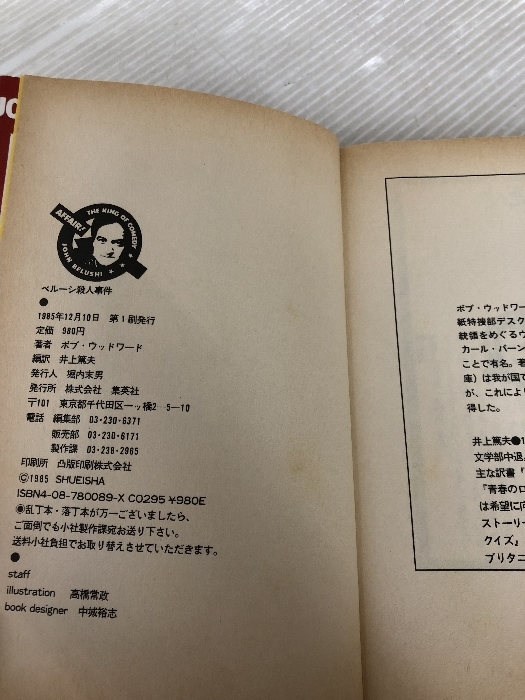 AFFAIR!
THE KING OF COMEDY
JOHN BELUSHI
ベルーシ殺人事件
●
1985年12月10日 第1刷発行
定価 980円
著者 ボブ・ウッドワード
編訳 井上篤夫
発行人 堀内末男
発行所 株式会社 集英社
〒101 東京都千代田区一ッ橋2-5-10
電話 編集部 03・230・6371
販売部 03・230・6171
製作課 03・238・2965
印刷所 凸版印刷株式会社
©1985 SHUEISHA
ISBN4-08-780089-X C0295 ¥980E
◉乱丁本・落丁本が万一ございましたら、
ご面倒でも小社製作課宛お送り下さい。
送料小社負担でお取り替えさせていただきます。
●
staff
illustration 高橋常政
book designer 中城裕志
ボブ・ウッドワー
紙特捜部デスク
統領をめぐるウ
カール・バーン
ことで有名。著
庫）は我が国で
が、これにより
得した。
井上篤夫●1
文学部中退。
主な訳書『
『青春のロ
は希望に向
ストーリー
クイズ』
ブリタニ